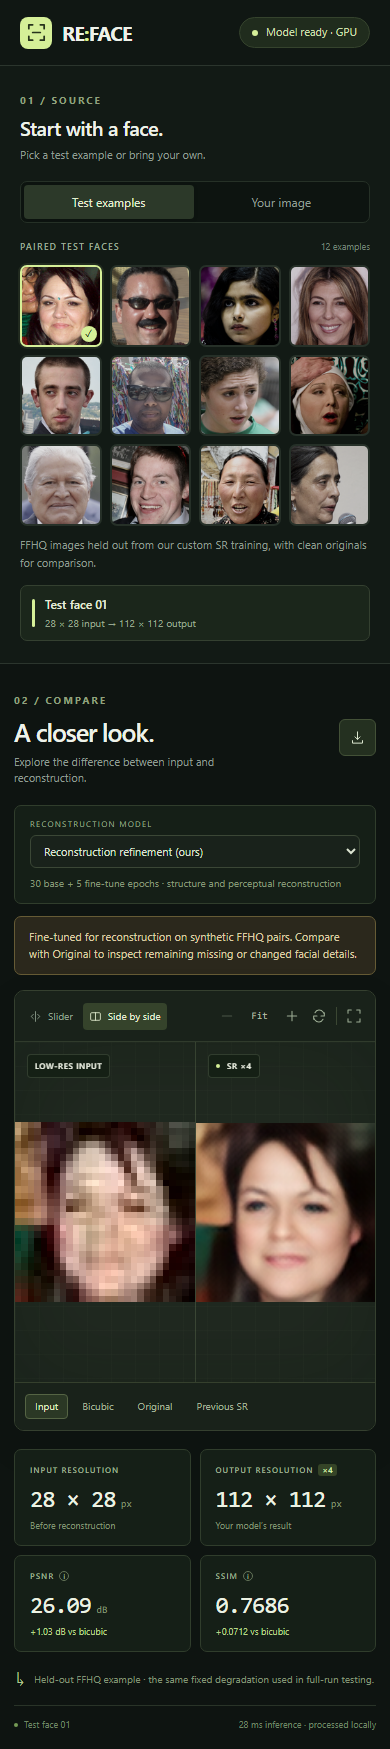 RE:FACE
Model ready · GPU
01 / SOURCE
Start with a face.
Pick a test example or bring your own.
Test examples
Your image
PAIRED TEST FACES
12 examples
FFHQ images held out from our custom SR training, with clean originals
for comparison.
Test face 01
28 × 28 input → 112 × 112 output
02 / COMPARE
A closer look.
Explore the difference between input and
reconstruction.
RECONSTRUCTION MODEL
Reconstruction refinement (ours)
30 base + 5 fine-tune epochs · structure and perceptual reconstruction
Fine-tuned for reconstruction on synthetic FFHQ pairs. Compare
with Original to inspect remaining missing or changed facial details.
Slider
Side by side
Fit
LOW-RES INPUT
SR ×4
Input
Bicubic
Original
Previous SR
INPUT RESOLUTION
28 × 28 px
Before reconstruction
OUTPUT RESOLUTION ×4
112 × 112 px
Your model's result
PSNR
26.09 dB
+1.03 dB vs bicubic
SSIM
0.7686
+0.0712 vs bicubic
Held-out FFHQ example · the same fixed degradation used in full-run testing.
Test face 01
28 ms inference · processed locally